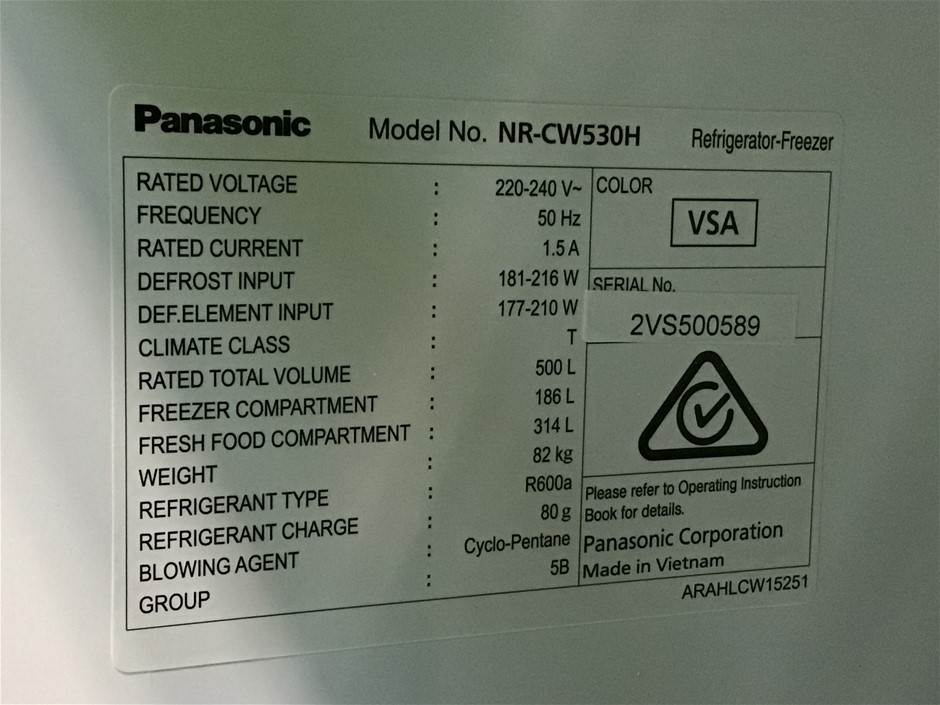 Panasonic Model No. NR-CW530H Refrigerator-Freezer
RATED VOLTAGE : 220-240 V~
FREQUENCY : 50 Hz
RATED CURRENT : 1.5 A
DEFROST INPUT : 181-216 W
DEF.ELEMENT INPUT : 177-210 W
CLIMATE CLASS : T
RATED TOTAL VOLUME : 500 L
FREEZER COMPARTMENT : 186 L
FRESH FOOD COMPARTMENT : 314 L
WEIGHT : 82 kg
REFRIGERANT TYPE : R600a
REFRIGERANT CHARGE : 80 g
BLOWING AGENT : Cyclo-Pentane
GROUP : 5B
COLOR
VSA
SERIAL No.
2VS500589
Please refer to Operating Instruction
Book for details.
Panasonic Corporation
Made in Vietnam
ARAHLCW15251